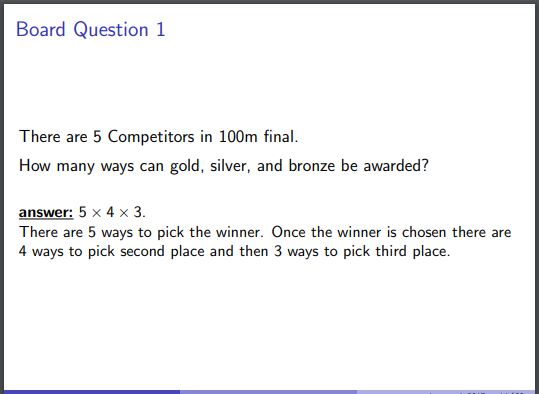 Board Question 1
There are 5 Competitors in 100m final.
How many ways can gold, silver, and bronze be awarded?
answer: 5 × 4 × 3.
There are 5 ways to pick the winner. Once the winner is chosen there are
4 ways to pick second place and then 3 ways to pick third place.